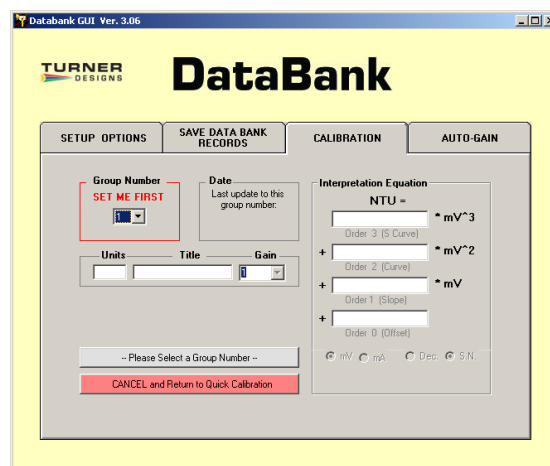 Databank GUI Ver. 3.06
TURNER
DESIGNS
DataBank
SETUP OPTIONS
SAVE DATA BANK
RECORDS
CALIBRATION
AUTO-GAIN
Group Number
SET ME FIRST
1
Date
Last update to this
group number:
Units
Title
Gain
1
-- Please Select a Group Number --
CANCEL and Return to Quick Calibration
Interpretation Equation
NTU =
* mV^3
Order 3 (S Curve)
+ * mV^2
Order 2 (Curve)
+ * mV
Order 1 (Slope)
+
Order 0 (Offset)
mV mA Dec. S.N.